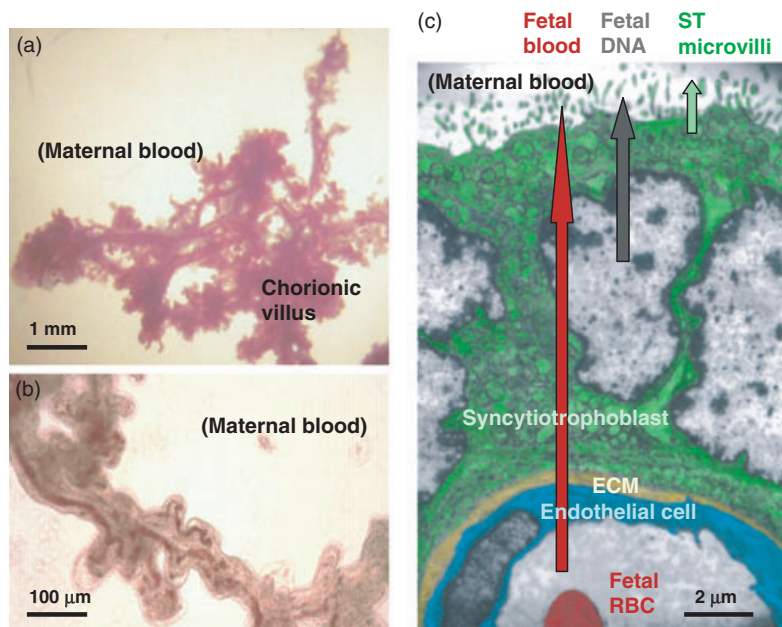 (a)
(Maternal blood)
Chorionic
villus
1 mm
(b)
(Maternal blood)
100 μm
(c)
Fetal
blood
Fetal
DNA
ST
microvilli
(Maternal blood)
Syncytiotrophoblast
ECM
Endothelial cell
Fetal
RBC
2 μm